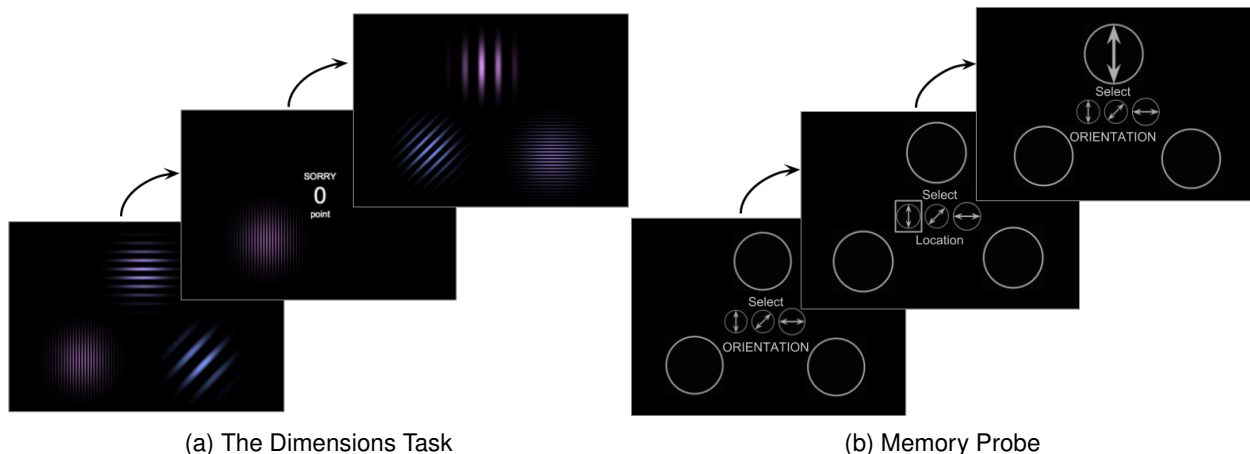 SORRY
0
point
(a) The Dimensions Task
Select
ORIENTATION
Select
Location
Select
ORIENTATION
(b) Memory Probe